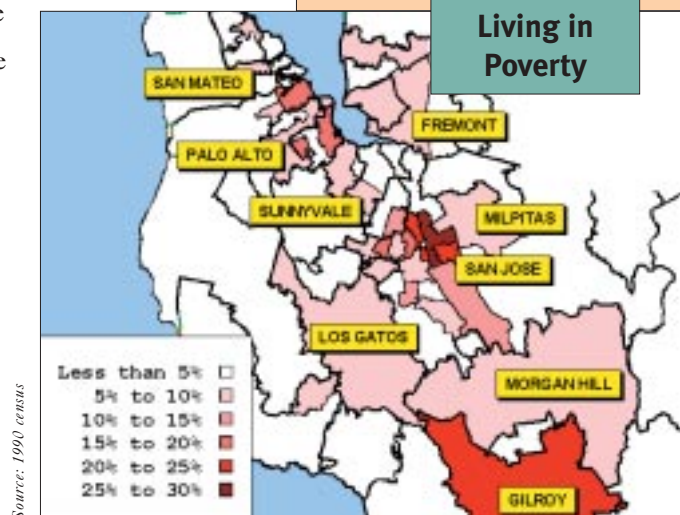 e
e
Living in
Poverty
SAN MATEO
FREMONT
PALO ALTO
SUNNYVALE
MILPITAS
SAN JOSE
LOS GATOS
MORGAN HILL
GILROY
Less than 5%
5% to 10%
10% to 15%
15% to 20%
20% to 25%
25% to 30%
Source: 1990 census